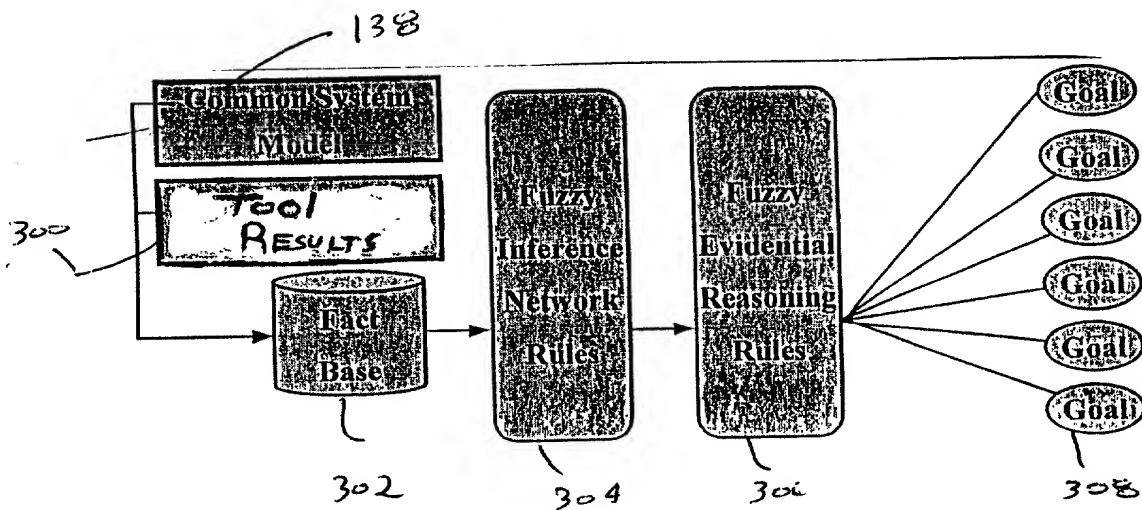 138
Common System
Model
300
Tool
RESULTS
Fact
Base
302
Fuzzy
Inference
Network
Rules
304
Fuzzy
Evidential
Reasoning
Rules
306
Goal
Goal
Goal
Goal
Goal
Goal
308